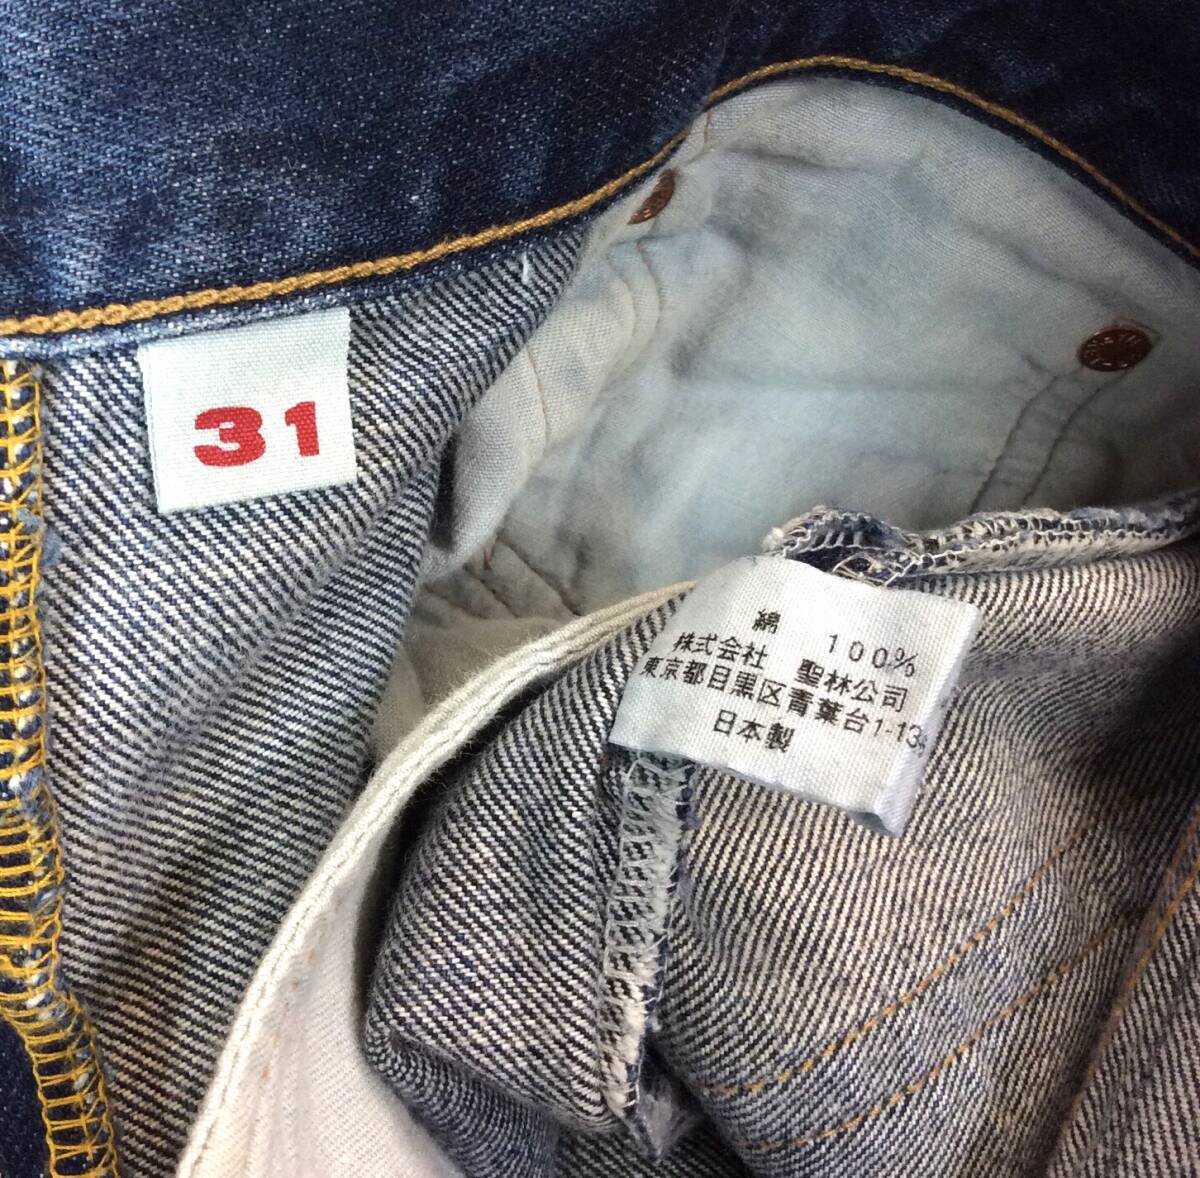 31
綿 100%
株式会社 聖林公司
東京都目黒区青葉台1-13
日本製